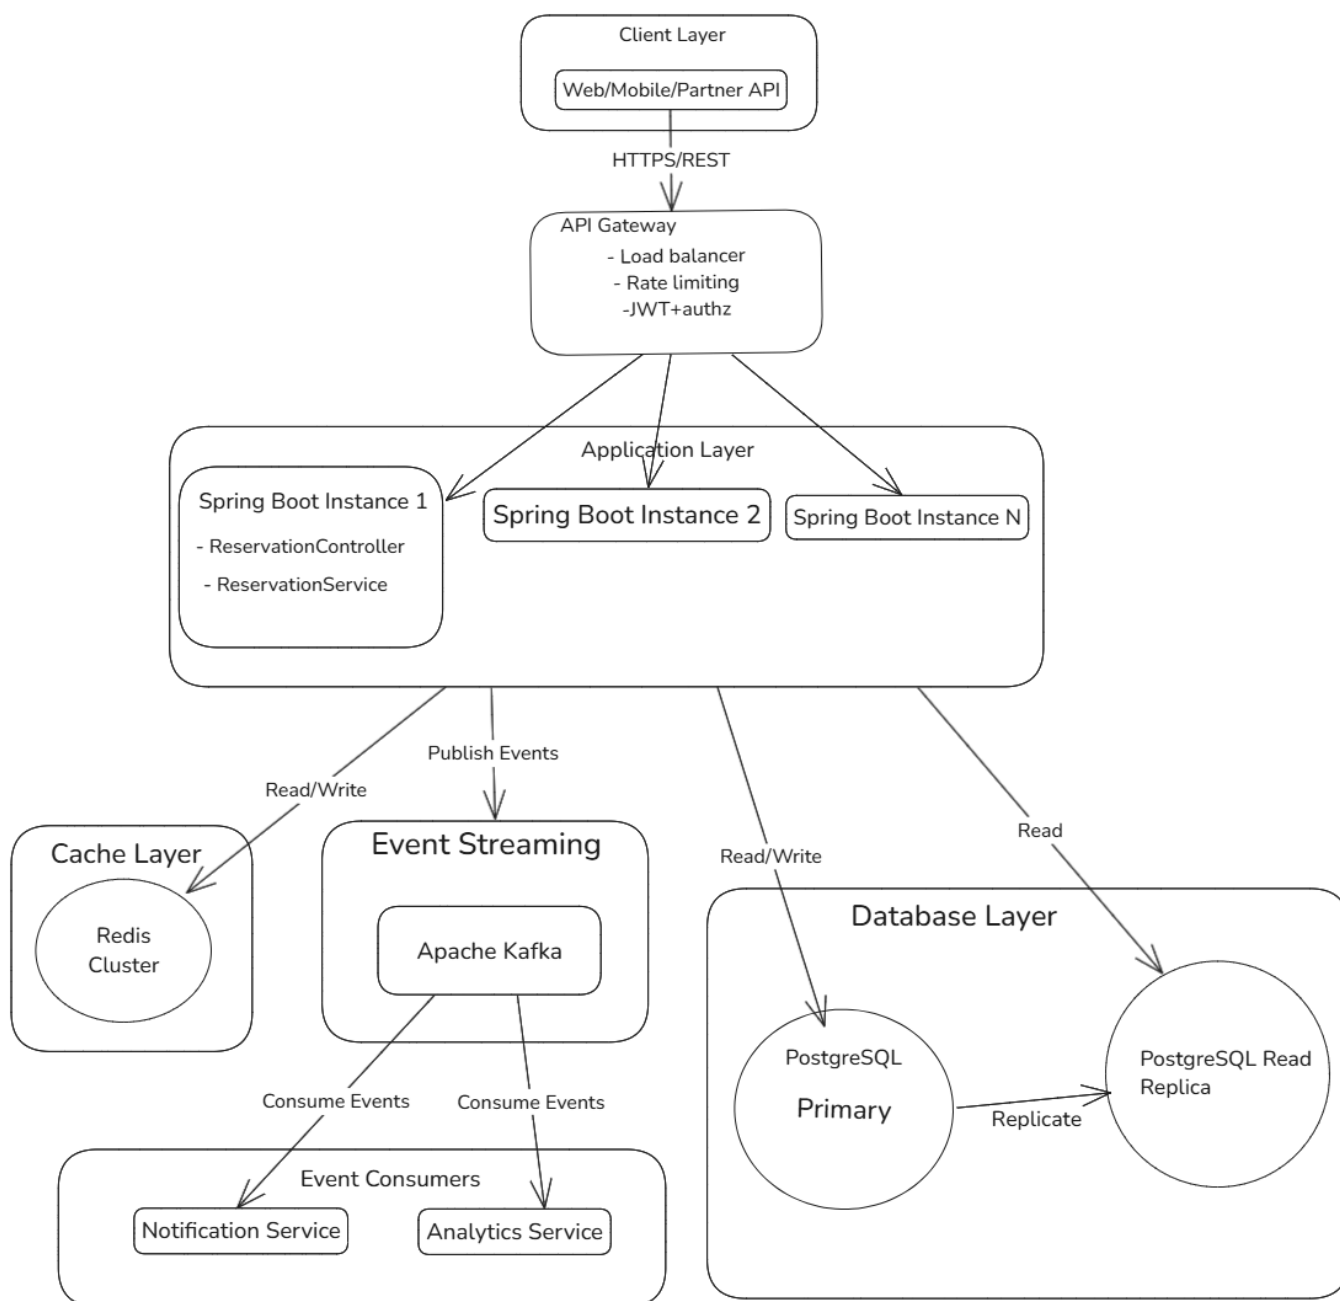 Client Layer
Web/Mobile/Partner API
HTTPS/REST
API Gateway
- Load balancer
- Rate limiting
-JWT+authz
Application Layer
Spring Boot Instance 1
- ReservationController
- ReservationService
Spring Boot Instance 2
Spring Boot Instance N
Publish Events
Read/Write
Read
Read/Write
Cache Layer
Redis
Cluster
Event Streaming
Apache Kafka
Database Layer
PostgreSQL
Primary
Replicate
PostgreSQL Read
Replica
Consume Events
Consume Events
Event Consumers
Notification Service
Analytics Service